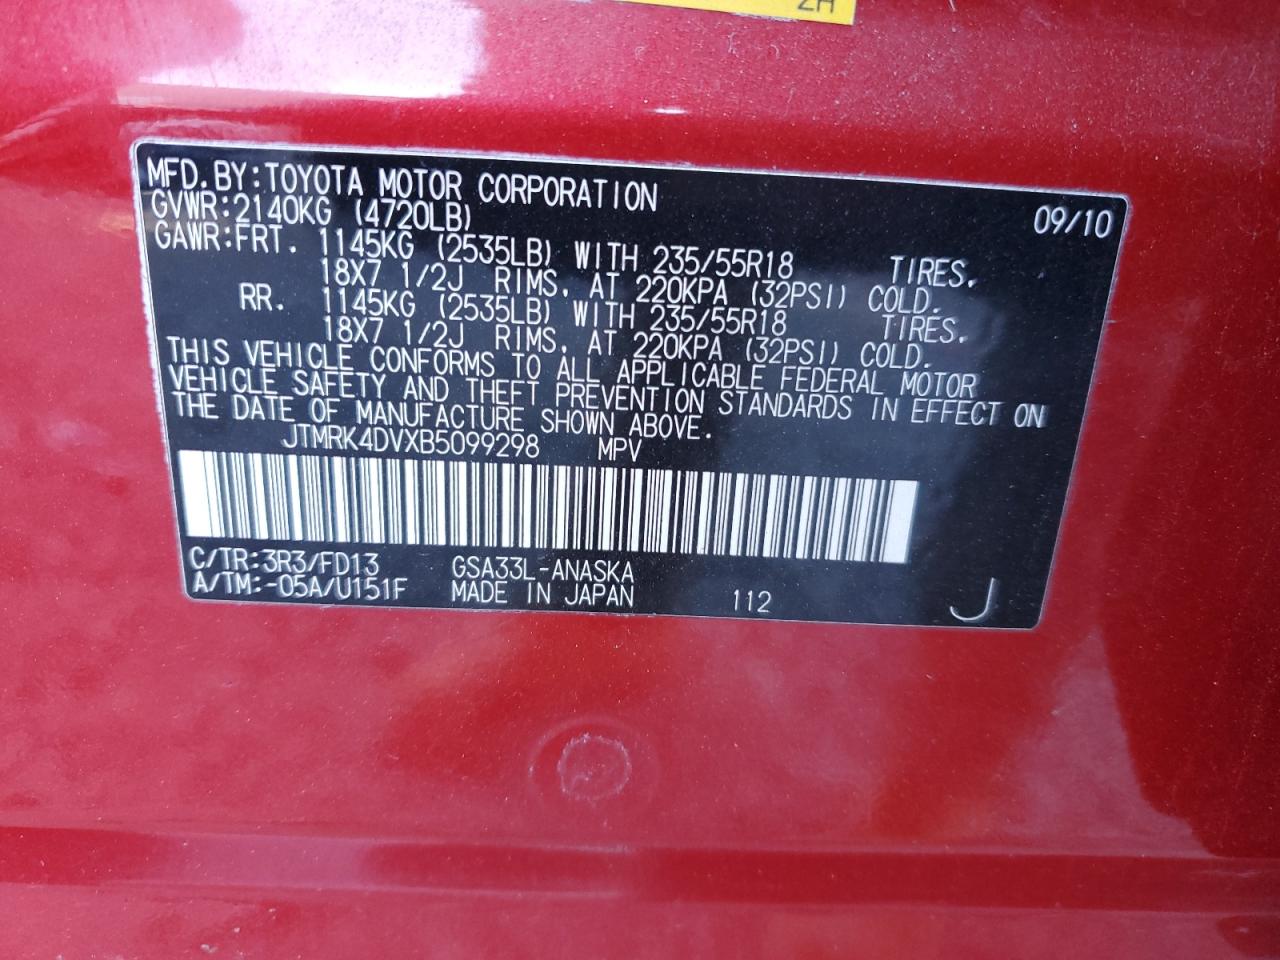 2H
MFD. BY:TOYOTA MOTOR CORPORATION 09/10
GVWR:2140KG (4720LB)
GAWR:FRT. 1145KG (2535LB) WITH 235/55R18 TIRES.
18X7 1/2J RIMS, AT 220KPA (32PSI) COLD.
RR. 1145KG (2535LB) WITH 235/55R18 TIRES.
18X7 1/2J RIMS, AT 220KPA (32PSI) COLD.
THIS VEHICLE CONFORMS TO ALL APPLICABLE FEDERAL MOTOR
VEHICLE SAFETY AND THEFT PREVENTION STANDARDS IN EFFECT ON
THE DATE OF MANUFACTURE SHOWN ABOVE.
JTMRK4DVXB5099298 MPV
C/TR:3R3/FD13 GSA33L-ANASKA
A/TM:-05A/U151F MADE IN JAPAN 112 J